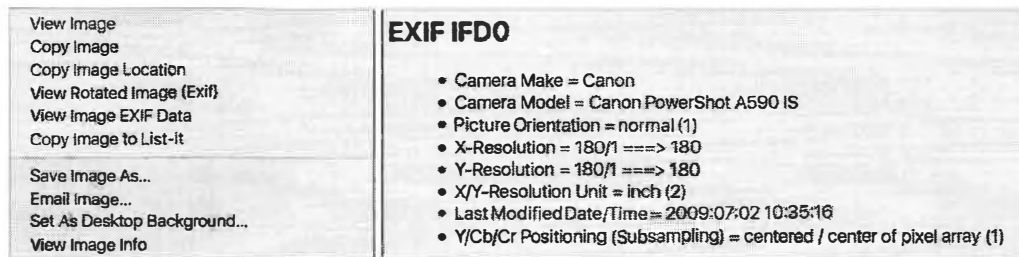 View Image
Copy Image
Copy Image Location
View Rotated Image (Exif)
View Image EXIF Data
Copy Image to List-it
Save Image As...
Email Image...
Set As Desktop Background...
View Image Info
EXIF IFD0
• Camera Make = Canon
• Camera Model = Canon PowerShot A590 IS
• Picture Orientation = normal (1)
• X-Resolution = 180/1 ===> 180
• Y-Resolution = 180/1 ===> 180
• X/Y-Resolution Unit = inch (2)
• Last Modified Date/Time = 2009:07:02 10:35:16
• Y/Cb/Cr Positioning (Subsampling) = centered / center of pixel array (1)